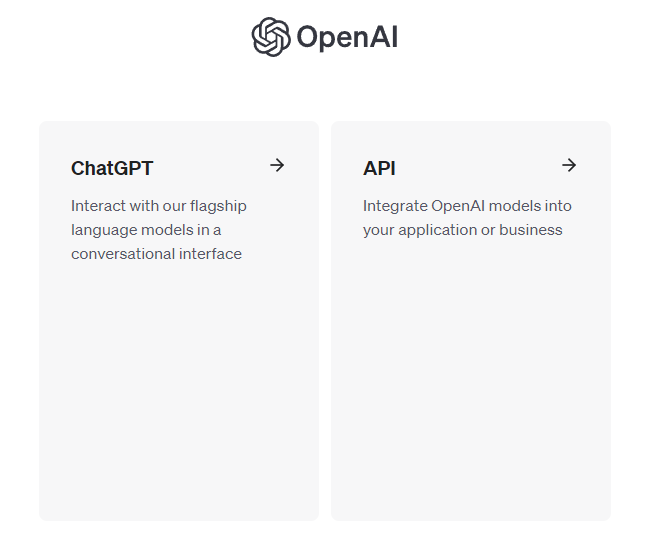 OpenAI
ChatGPT
Interact with our flagship
language models in a
conversational interface
API
Integrate OpenAI models into
your application or business